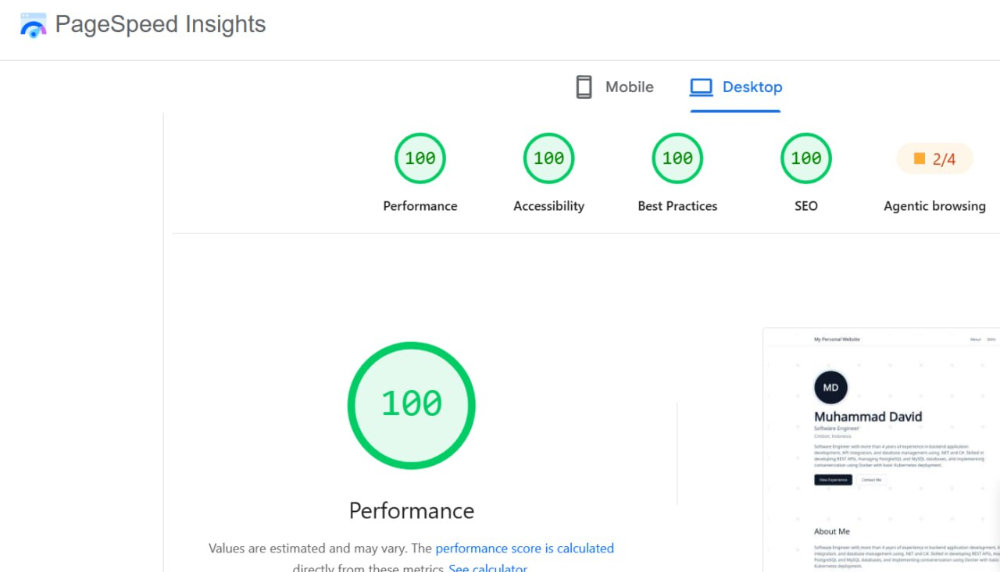 PageSpeed Insights
Mobile
Desktop
100
100
100
100
2/4
Performance
Accessibility
Best Practices
SEO
Agentic browsing
100
Performance
Values are estimated and may vary. The performance score is calculated
directly from these metrics. See calculator.
My Personal Website
About
Skills
MD
Muhammad David
Software Engineer
Cirebon, Indonesia
Software Engineer with more than 4 years of experience in backend application
development, API integration, and database management using .NET and C#. Skilled in
developing REST APIs, managing PostgreSQL and MySQL databases, and implementing
containerization using Docker with basic Kubernetes deployment.
View Experience
Contact Me
About Me
Software Engineer with more than 4 years of experience in backend application development, A
integration, and database management using .NET and C#. Skilled in developing REST APIs, ma
PostgreSQL and MySQL databases, and implementing containerization using Docker with basic
Kubernetes deployment.